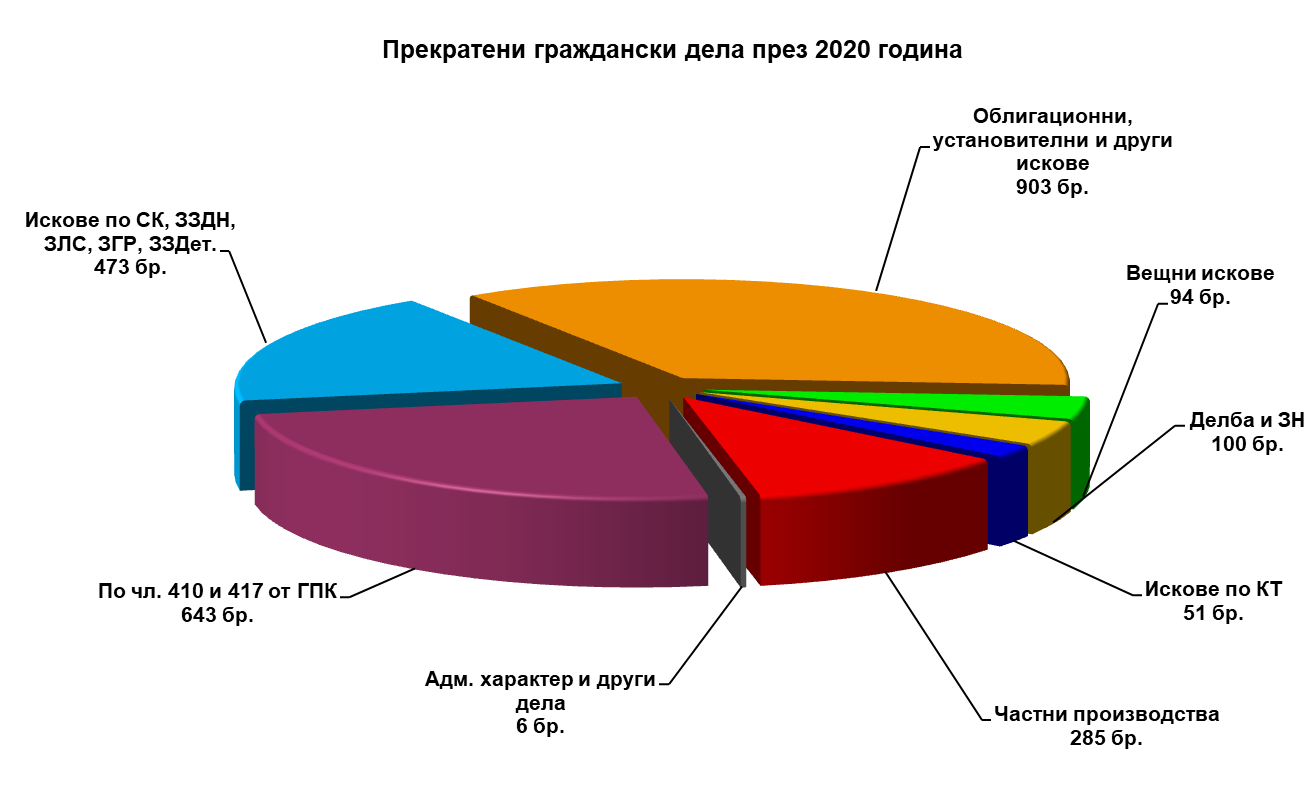 Прекратени граждански дела през 2020 година
Облигационни,
установителни и други
искове
903 бр.
Искове по СК, ЗЗДН,
ЗЛС, ЗГР, ЗЗДет.
473 бр.
Вещни искове
94 бр.
Делба и ЗН
100 бр.
По чл. 410 и 417 от ГПК
643 бр.
Искове по КТ
51 бр.
Адм. характер и други
дела
6 бр.
Частни производства
285 бр.